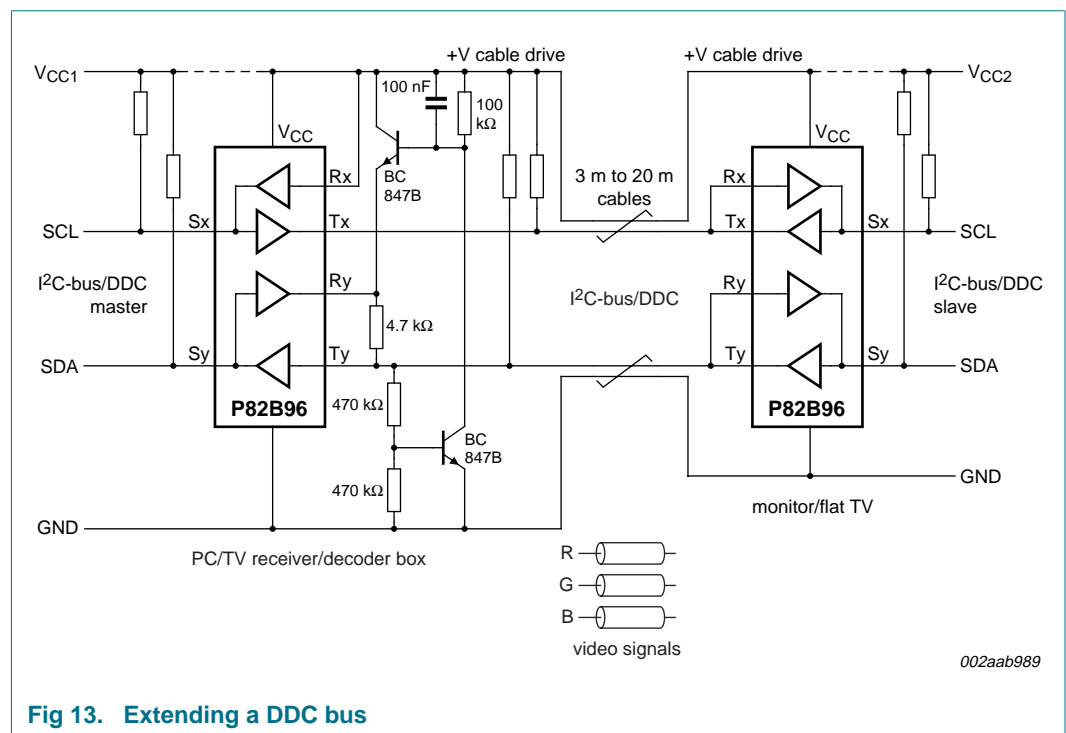 +V cable drive
+V cable drive
VCC1
100 nF
100
kΩ
VCC2
VCC
VCC
BC
847B
3 m to 20 m
cables
Rx
Rx
Sx
Tx
Tx
Sx
SCL
SCL
I2C-bus/DDC
master
Ry
I2C-bus/DDC
Ry
I2C-bus/DDC
slave
4.7 kΩ
Sy
Ty
Ty
Sy
SDA
SDA
P82B96
P82B96
470 kΩ
BC
847B
470 kΩ
GND
GND
monitor/flat TV
PC/TV receiver/decoder box
R
G
B
video signals
002aab989
Fig 13. Extending a DDC bus